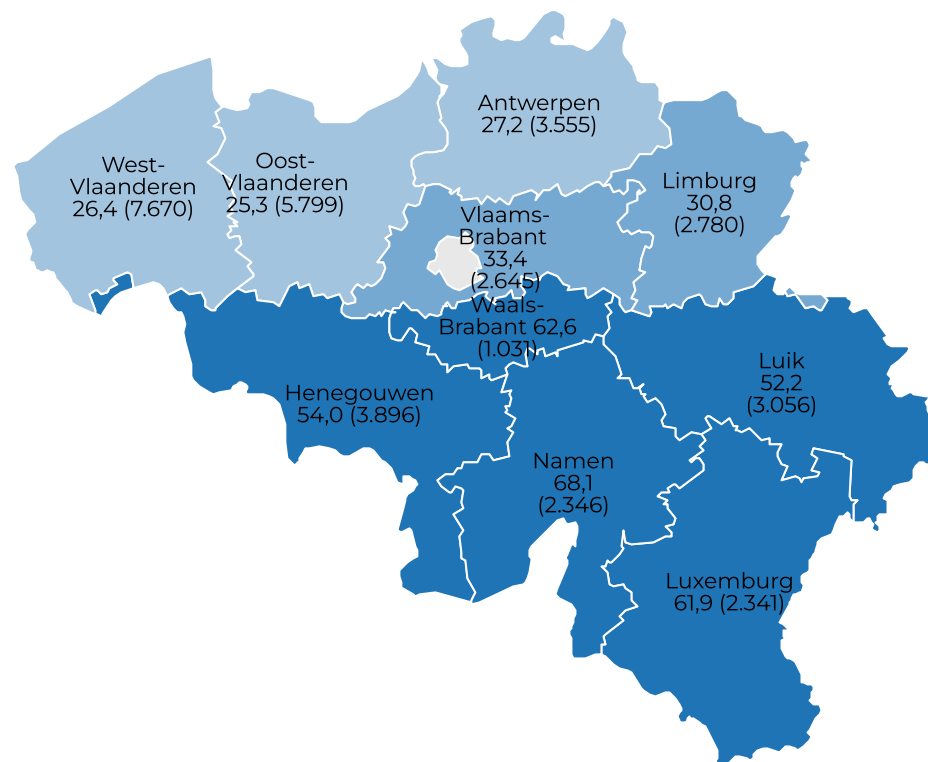 Antwerpen
27,2 (3.555)
West-
Vlaanderen
26,4 (7.670)
Oost-
Vlaanderen
25,3 (5.799)
Limburg
30,8
(2.780)
Vlaams-
Brabant
33,4
(2.645)
Waals-
Brabant 62,6
(1.031)
Luik
52,2
(3.056)
Henegouwen
54,0 (3.896)
Namen
68,1
(2.346)
Luxemburg
61,9 (2.341)